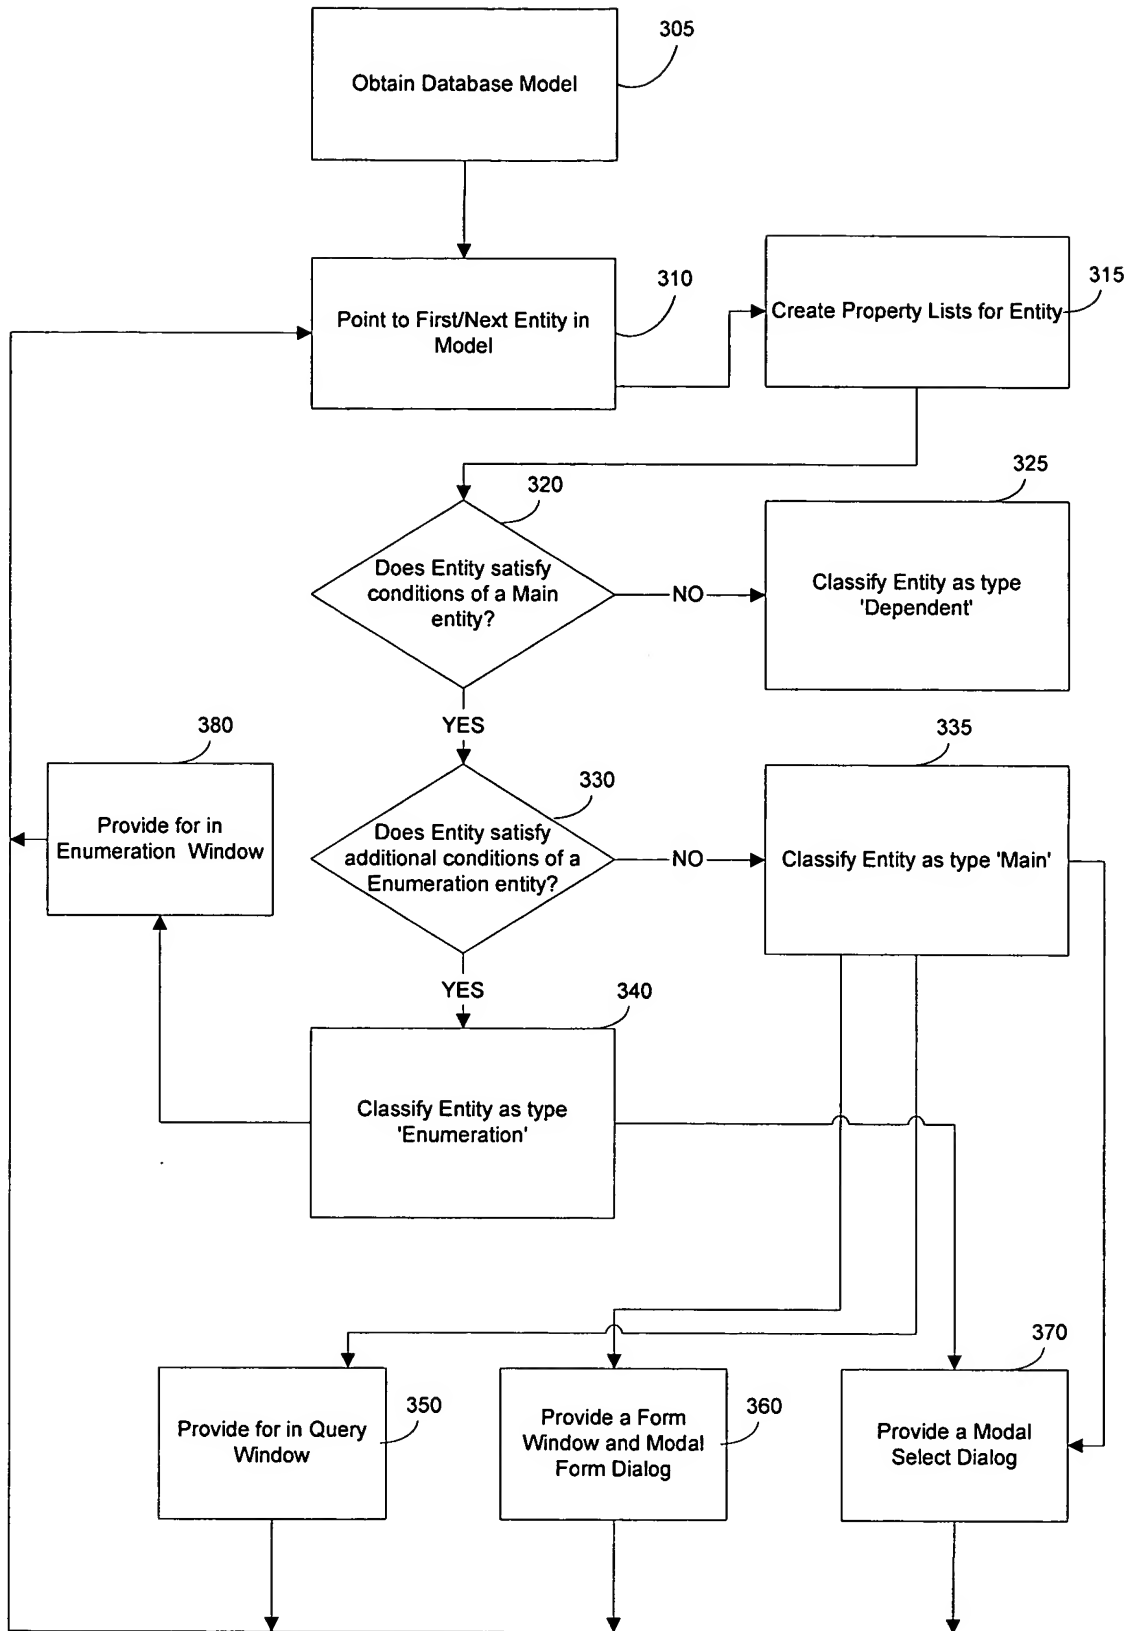 305
Obtain Database Model
310
Point to First/Next Entity in
Model
315
Create Property Lists for Entity
320
Does Entity satisfy
conditions of a Main
entity?
NO
325
Classify Entity as type
'Dependent'
YES
380
Provide for in
Enumeration Window
330
Does Entity satisfy
additional conditions of a
Enumeration entity?
NO
335
Classify Entity as type 'Main'
YES
340
Classify Entity as type
'Enumeration'
350
Provide for in Query
Window
360
Provide a Form
Window and Modal
Form Dialog
370
Provide a Modal
Select Dialog